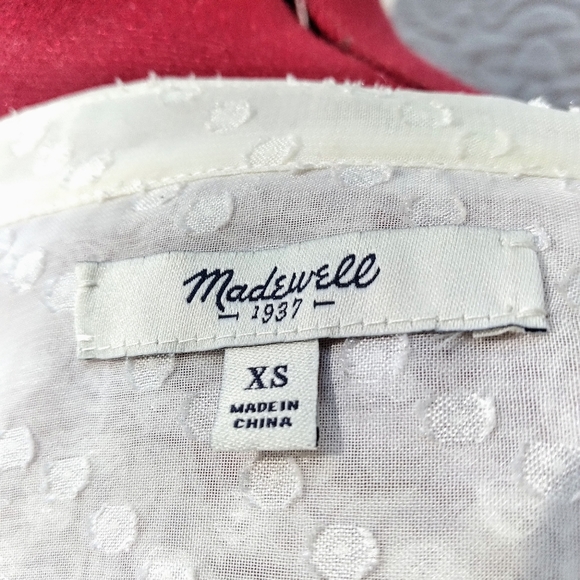 Madewell
— 1937 —
XS
MADE IN
CHINA